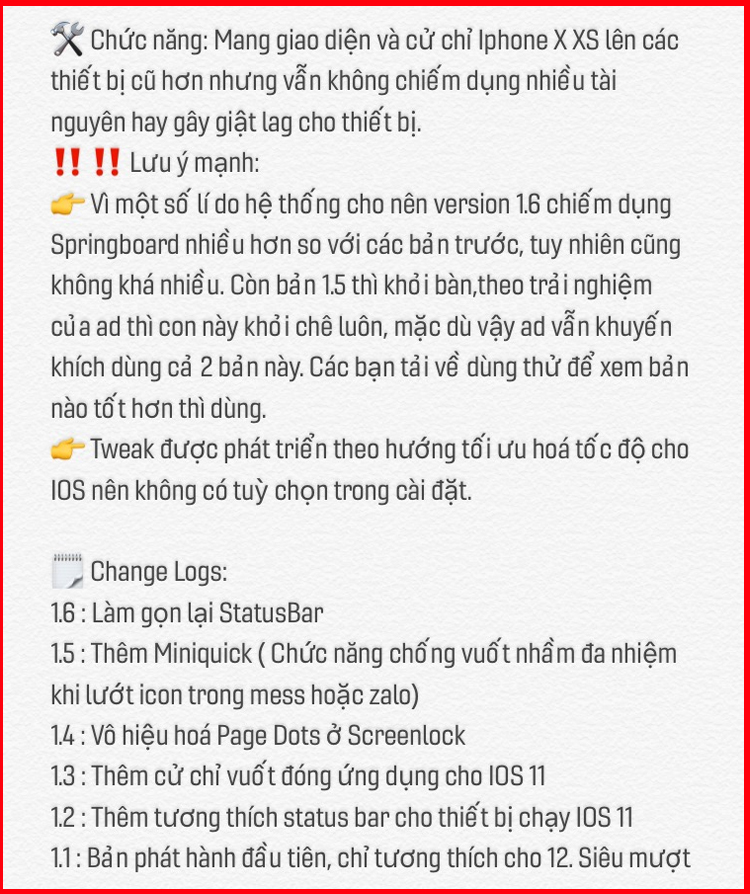 🛠 Chức năng: Mang giao diện và cử chỉ Iphone X XS lên các
thiết bị cũ hơn nhưng vẫn không chiếm dụng nhiều tài
nguyên hay gây giật lag cho thiết bị.
‼️ ‼️ Lưu ý mạnh:
👉 Vì một số lí do hệ thống cho nên version 1.6 chiếm dụng
Springboard nhiều hơn so với các bản trước, tuy nhiên cũng
không khá nhiều. Còn bản 1.5 thì khỏi bàn,theo trải nghiệm
của ad thì con này khỏi chê luôn, mặc dù vậy ad vẫn khuyến
khích dùng cả 2 bản này. Các bạn tải về dùng thử để xem bản
nào tốt hơn thì dùng.
👉 Tweak được phát triển theo hướng tối ưu hoá tốc độ cho
IOS nên không có tuỳ chọn trong cài đặt.
🗒 Change Logs:
1.6 : Làm gọn lại StatusBar
1.5 : Thêm Miniquick ( Chức năng chống vuốt nhầm đa nhiệm
khi lướt icon trong mess hoặc zalo)
1.4 : Vô hiệu hoá Page Dots ở Screenlock
1.3 : Thêm cử chỉ vuốt đóng ứng dụng cho IOS 11
1.2 : Thêm tương thích status bar cho thiết bị chạy IOS 11
1.1 : Bản phát hành đầu tiên, chỉ tương thích cho 12. Siêu mượt